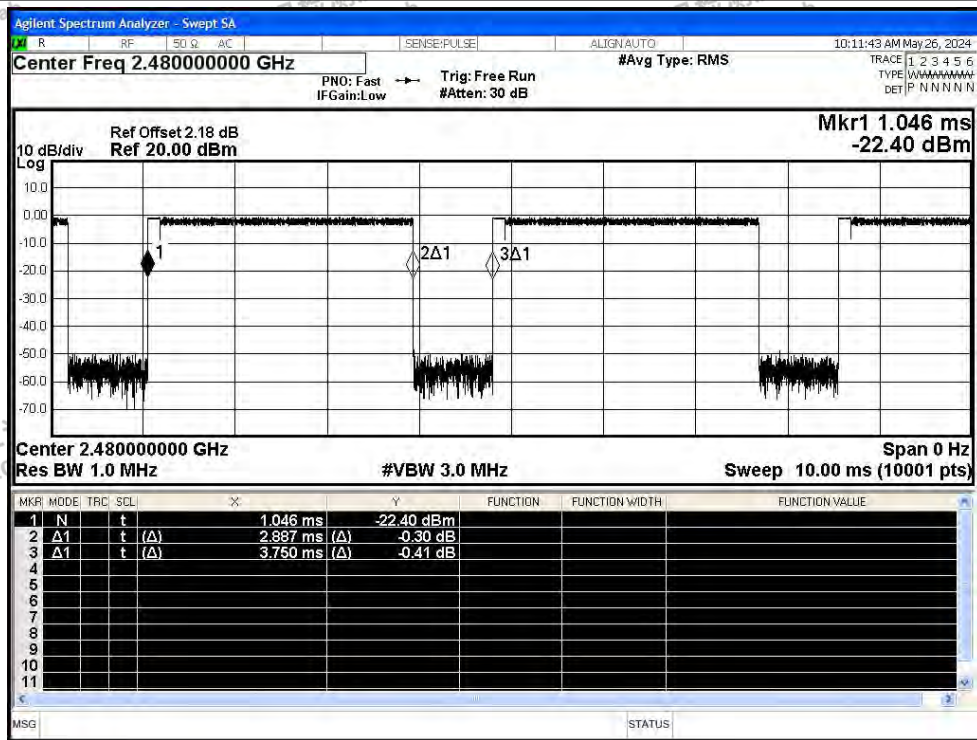 Agilent Spectrum Analyzer - Swept SA
R RF 50 Ω AC SENSE:PULSE ALIGN AUTO 10:11:43 AM May 26, 2024
Center Freq 2.480000000 GHz #Avg Type: RMS TRACE 1 2 3 4 5 6
PNO: Fast Trig: Free Run TYPE
IFGain:Low #Atten: 30 dB DET P N N N N N
Mkr1 1.046 ms
Ref Offset 2.18 dB
10 dB/div Ref 20.00 dBm -22.40 dBm
Log
10.0
0.00
-10.0
1 2Δ1 3Δ1
-20.0
-30.0
-40.0
-50.0
-60.0
-70.0
Center 2.480000000 GHz Span 0 Hz
Res BW 1.0 MHz #VBW 3.0 MHz Sweep 10.00 ms (10001 pts)
MKR MODE TRC SCL X Y FUNCTION FUNCTION WIDTH FUNCTION VALUE
1 N t 1.046 ms -22.40 dBm
2 Δ1 t (Δ) 2.887 ms (Δ) -0.30 dB
3 Δ1 t (Δ) 3.750 ms (Δ) -0.41 dB
4
5
6
7
8
9
10
11
MSG STATUS